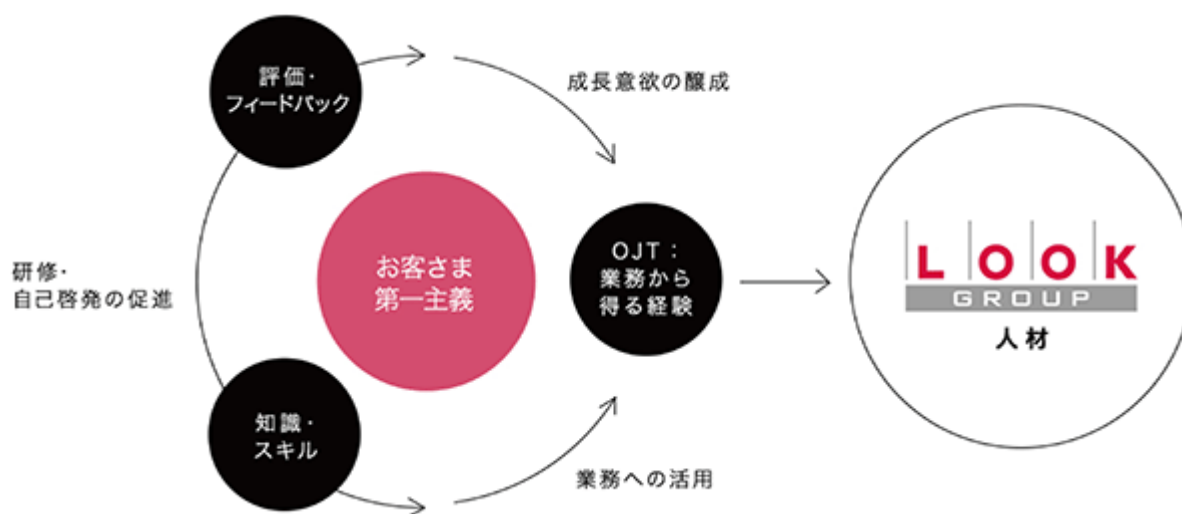 評価・
フィードバック
成長意欲の醸成
研修・
自己啓発の促進
お客さま
第一主義
OJT：
業務から
得る経験
LOOK
GROUP
人材
知識・
スキル
業務への活用